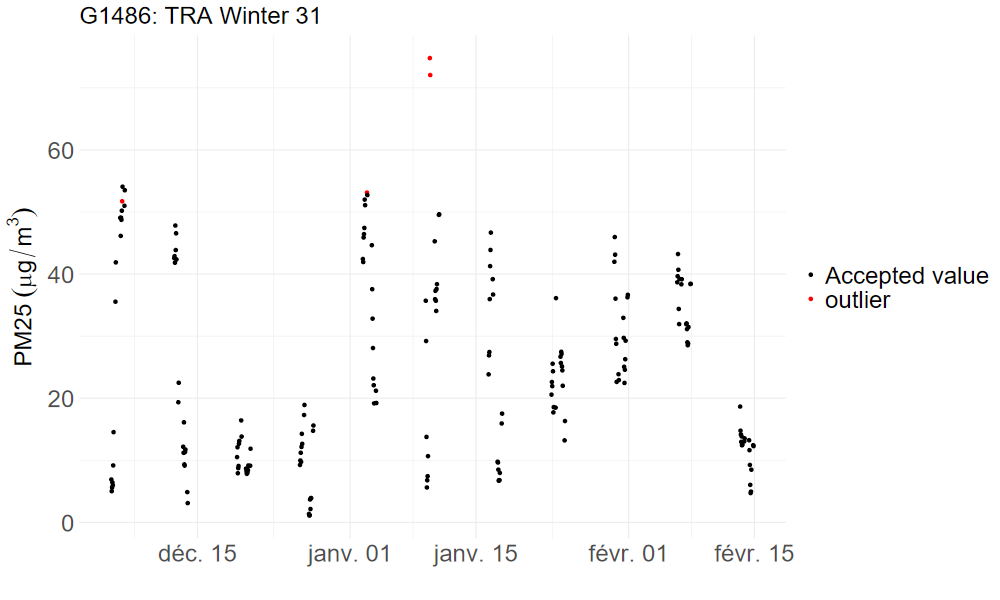 G1486: TRA Winter 31
PM25 (µg/m³)
60
40
20
0
déc. 15
janv. 01
janv. 15
févr. 01
févr. 15
Accepted value
outlier